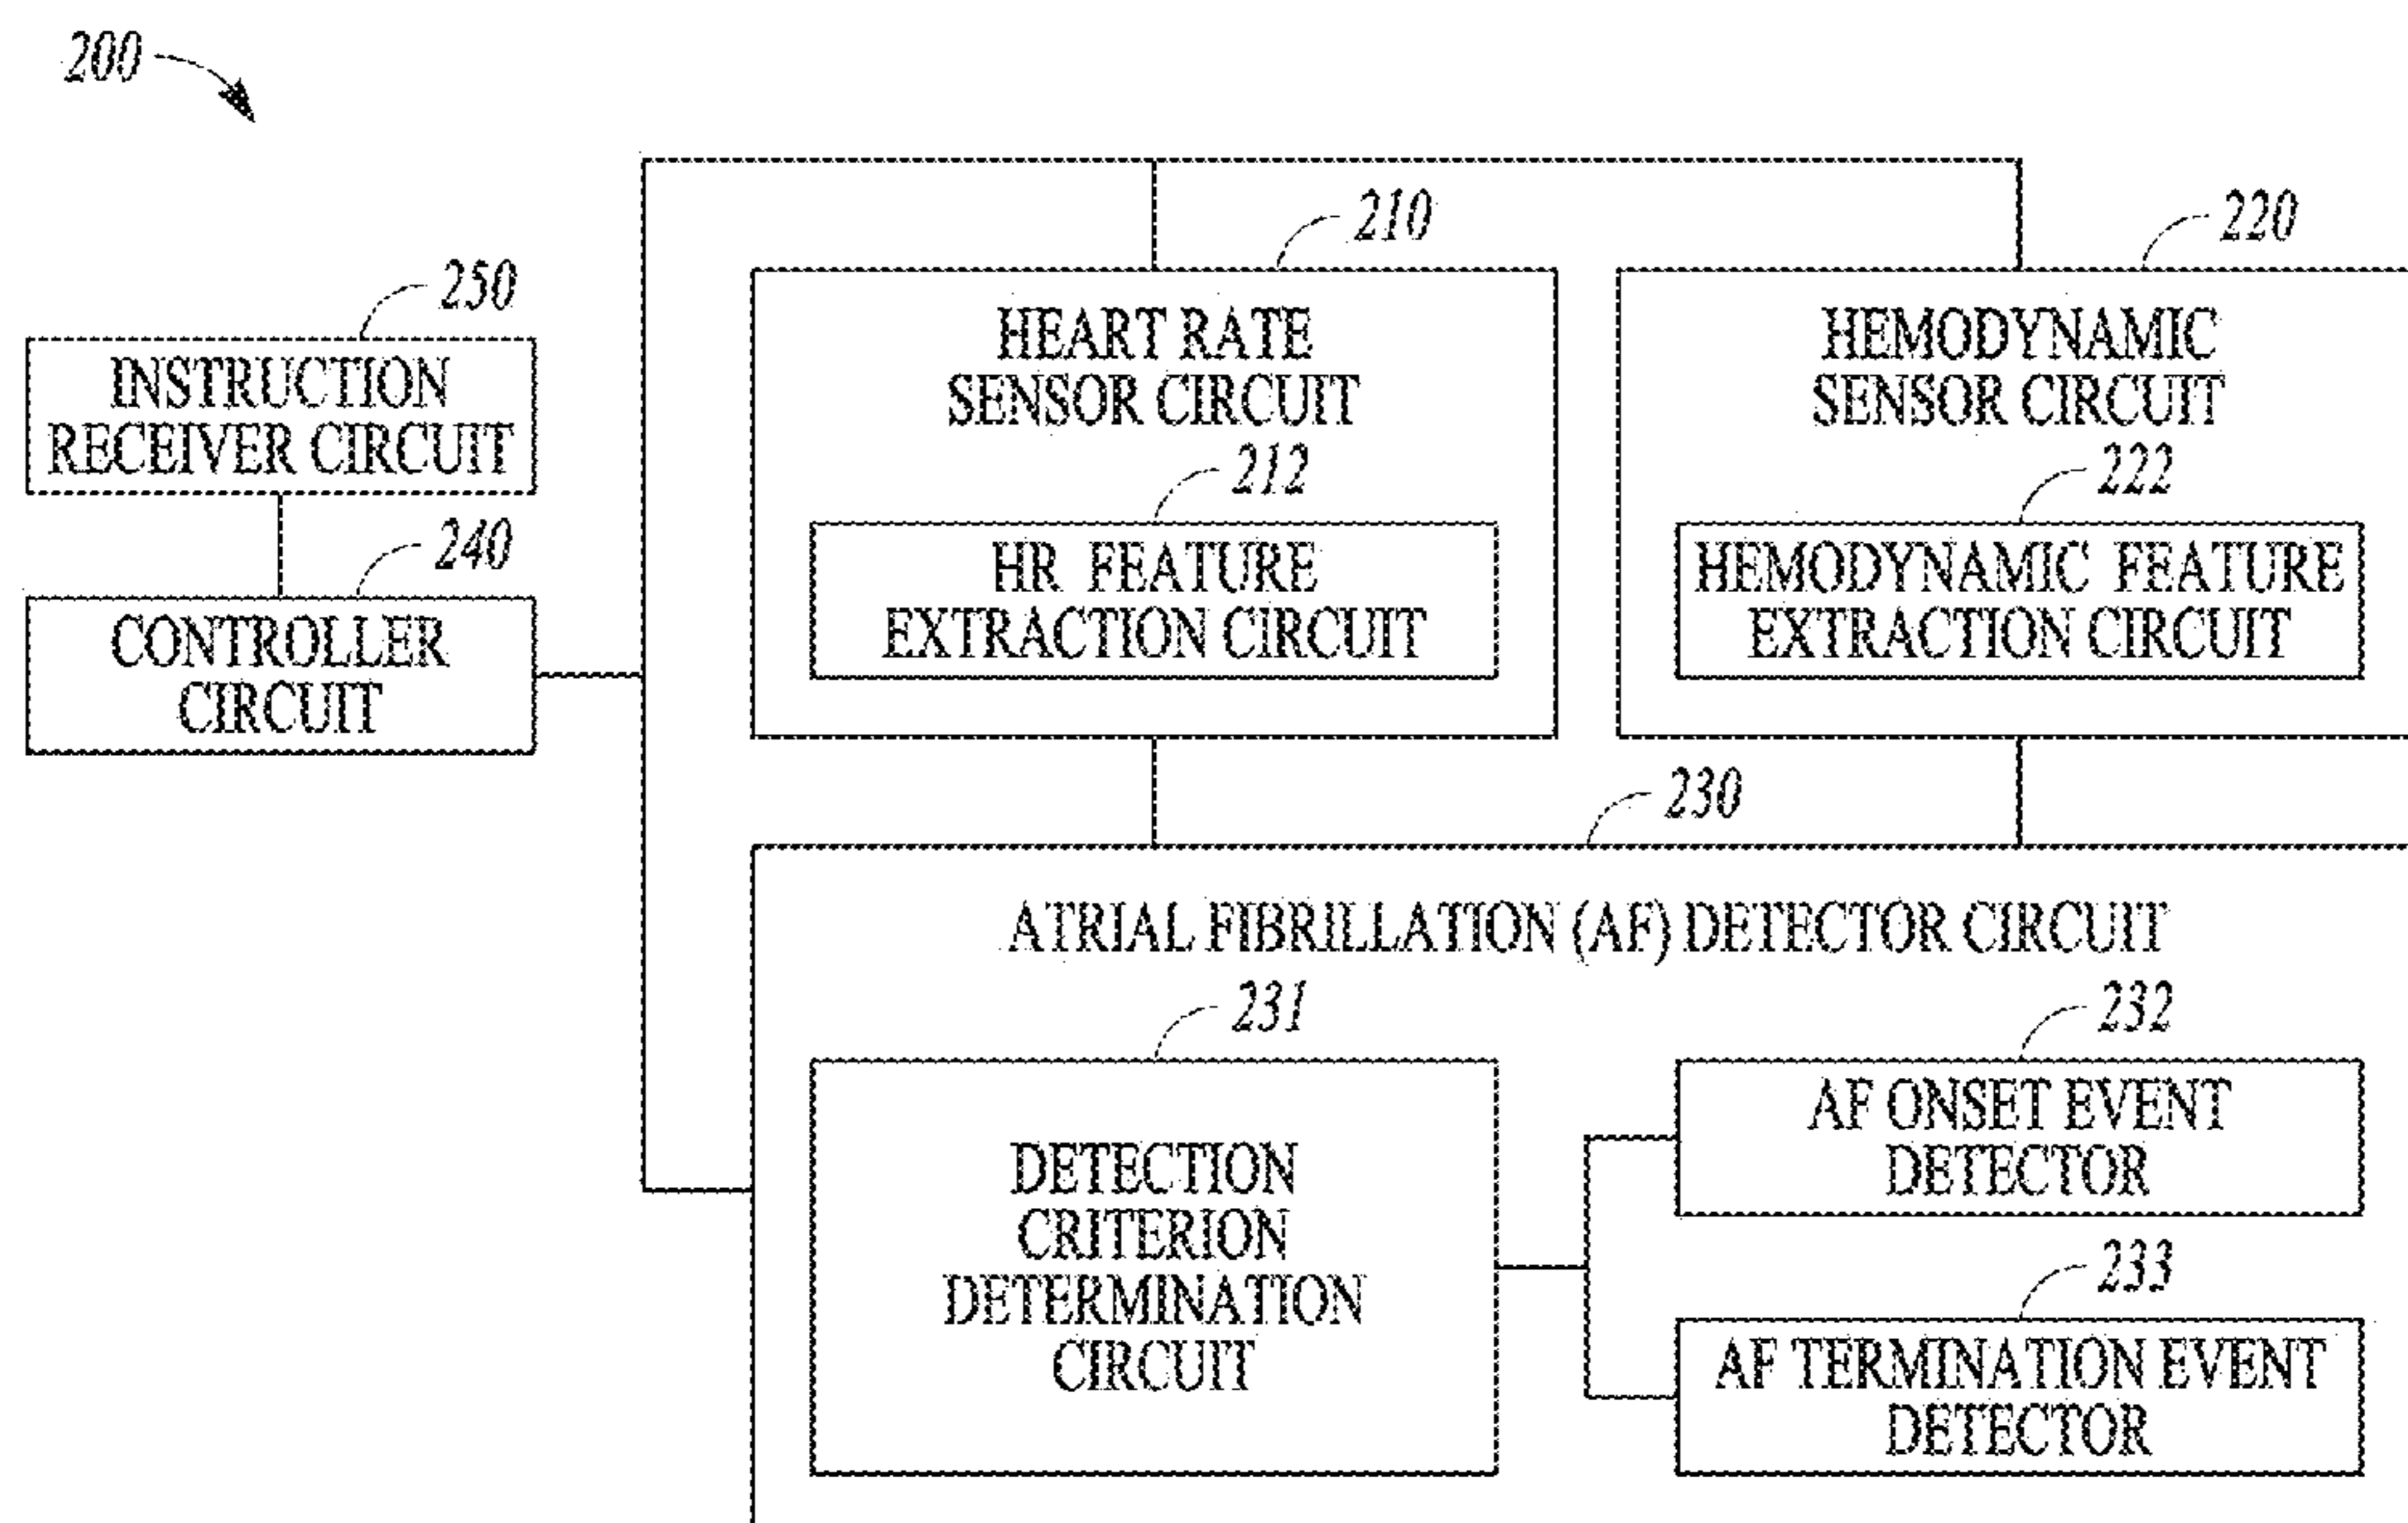 200
210
220
250
INSTRUCTION
RECEIVER CIRCUIT
HEART RATE
SENSOR CIRCUIT
HEMODYNAMIC
SENSOR CIRCUIT
212
222
240
CONTROLLER
CIRCUIT
HR FEATURE
EXTRACTION CIRCUIT
HEMODYNAMIC FEATURE
EXTRACTION CIRCUIT
230
ATRIAL FIBRILLATION (AF) DETECTOR CIRCUIT
231
232
DETECTION
CRITERION
DETERMINATION
CIRCUIT
AF ONSET EVENT
DETECTOR
233
AF TERMINATION EVENT
DETECTOR